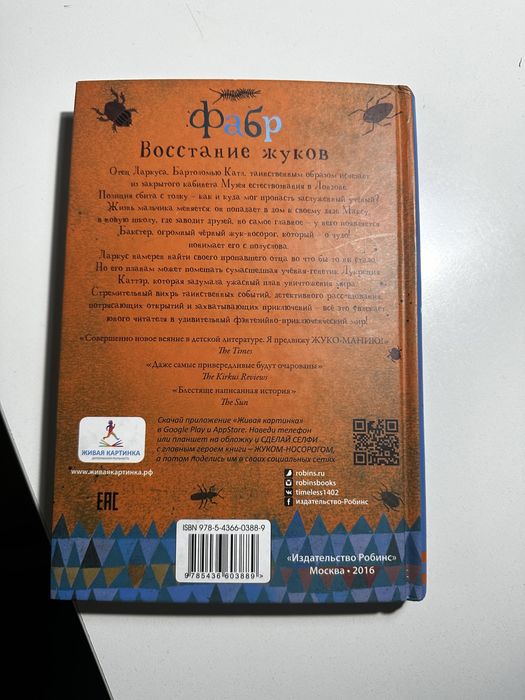 Фабр
Восстание жуков
Отец Даркуса, Бартоломью Катл, таинственным образом исчезает
из закрытого кабинета Музея естествознания в Лондоне.
Полиция сбита с толку – как и куда мог пропасть заслуженный учёный?
Жизнь мальчика меняется: он попадает в дом к своему дяде Максу,
в новую школу, где заводит друзей, но самое главное – у него появляется
Бакстер, огромный чёрный жук-носорог, который – о чудо! –
понимает его с полуслова.
Даркус намерен найти своего пропавшего отца во что бы то ни стало.
Но его планам может помешать сумасшедшая учёная-генетик Лукреция
Каттэр, которая задумала ужасный план уничтожения мира.
Стремительный вихрь таинственных событий, детективного расследования,
потрясающих открытий и захватывающих приключений – всё это ожидает
юного читателя в удивительный фэнтезийно-приключенческий мир!
«Совершенно новое веяние в детской литературе. Я предвижу ЖУКО-МАНИЮ!»
The Times
«Даже самые привередливые будут очарованы»
The Kirkus Reviews
«Блестяще написанная история»
The Sun
ЖИВАЯ КАРТИНКА
www.живаякартинка.рф
Скачай приложение «Живая картинка»
в Google Play и AppStore. Наведи телефон
или планшет на обложку и СДЕЛАЙ СЕЛФИ
с главным героем книги – ЖУКОМ-НОСОРОГОМ,
а потом поделись им в своих социальных сетях
robins.ru
robinsbooks
timeless1402
издательство-Робинс
EAC
ISBN 978-5-4366-0388-9
9785436603889
«Издательство Робинс»
Москва • 2016